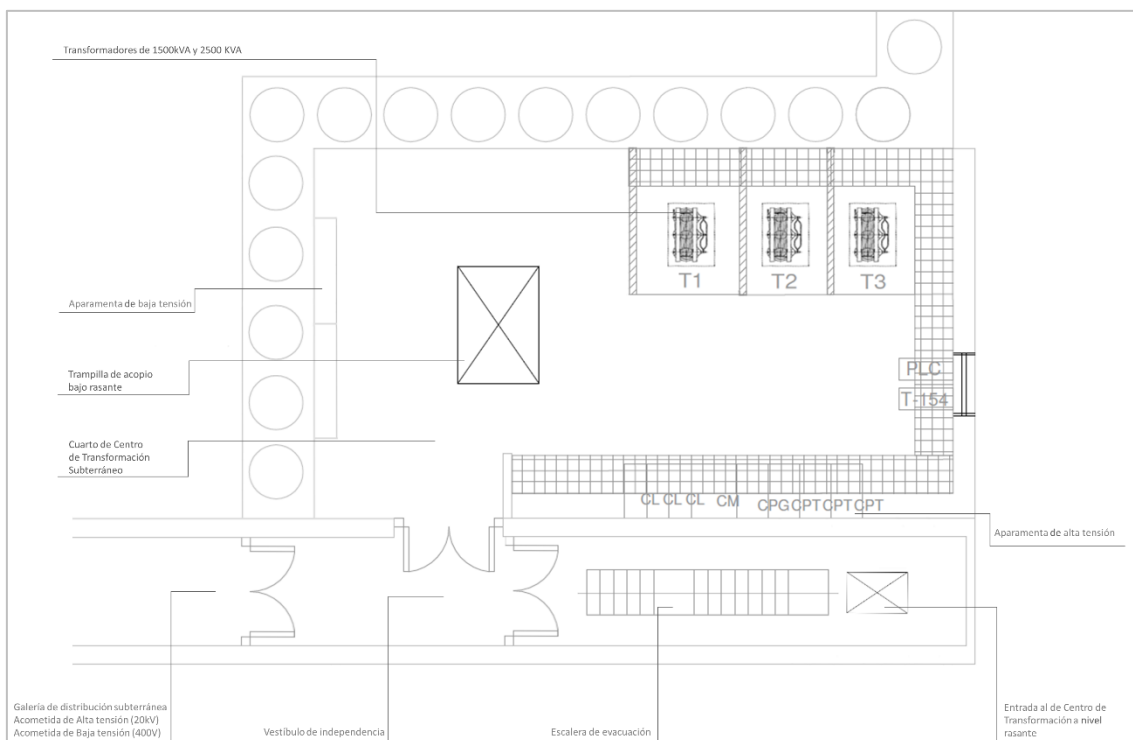 Transformadores de 1500kVA y 2500 KVA
T1
T2
T3
Aparamenta de baja tensión
PLC
Trampilla de acopio
bajo rasante
T-154
Cuarto de Centro
de Transformación
Subterráneo
CL CL CL CM CPG CPT CPT CPT
Aparamenta de alta tensión
Galería de distribución subterránea
Acometida de Alta tensión (20kV)
Acometida de Baja tensión (400V)
Vestíbulo de independencia
Escalera de evacuación
Entrada al de Centro de
Transformación a nivel
rasante